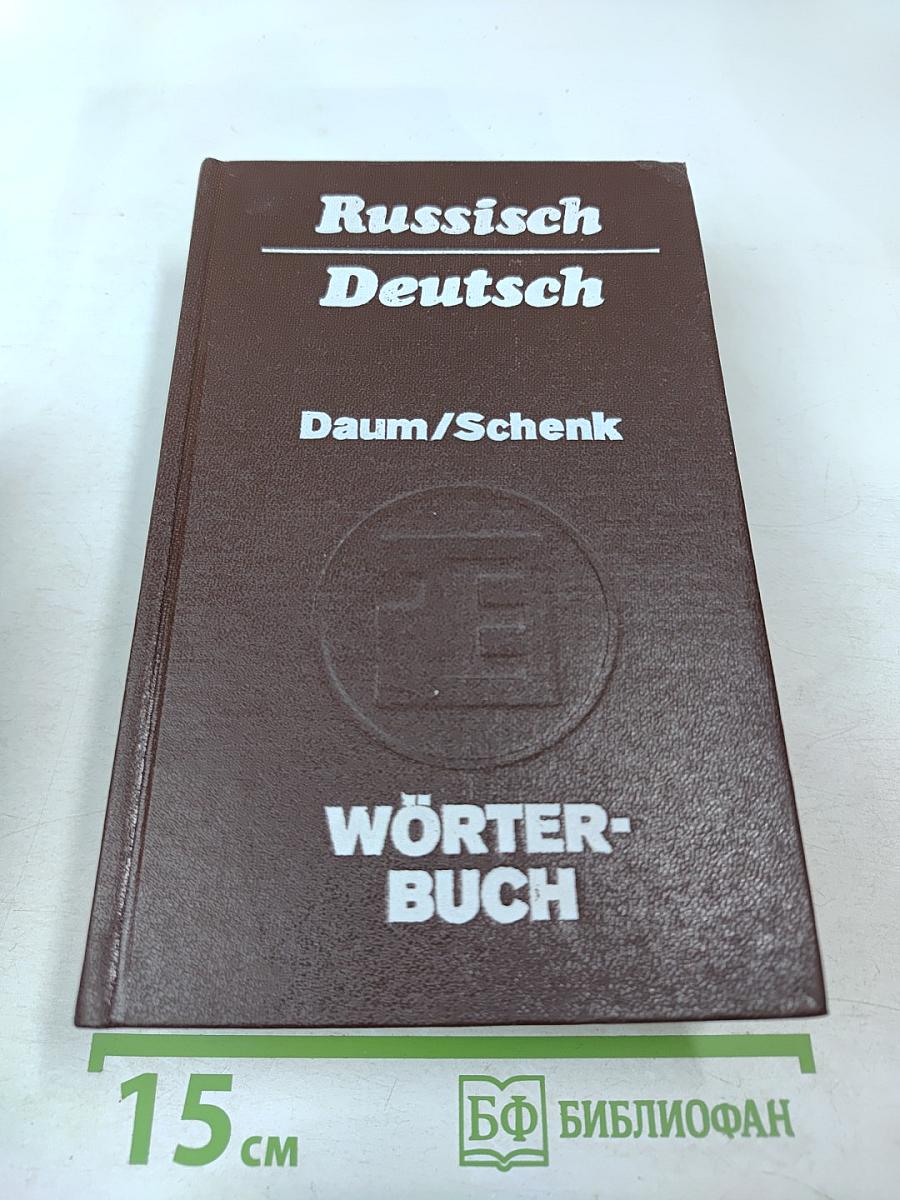 Russisch
Deutsch
Daum/Schenk
WÖRTER-
BUCH
15 см
БФ БИБЛИОФАН